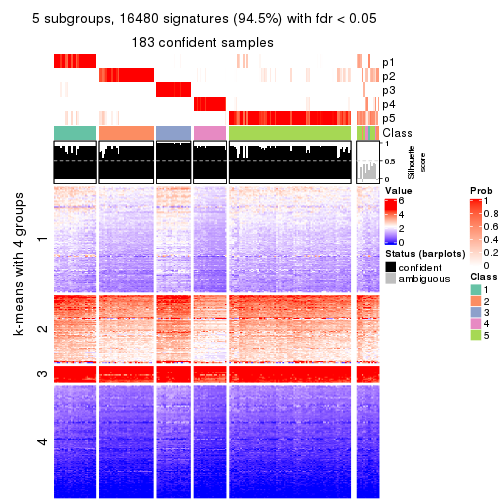 5 subgroups, 16480 signatures (94.5%) with fdr < 0.05
183 confident samples
p1
p2
p3
p4
p5
Class
1
0.5
0
Silhouette
score
k-means with 4 groups
1
2
3
4
Value
6
4
2
0
Status (barplots)
confident
ambiguous
Prob
1
0.8
0.6
0.4
0.2
0
Class
1
2
3
4
5